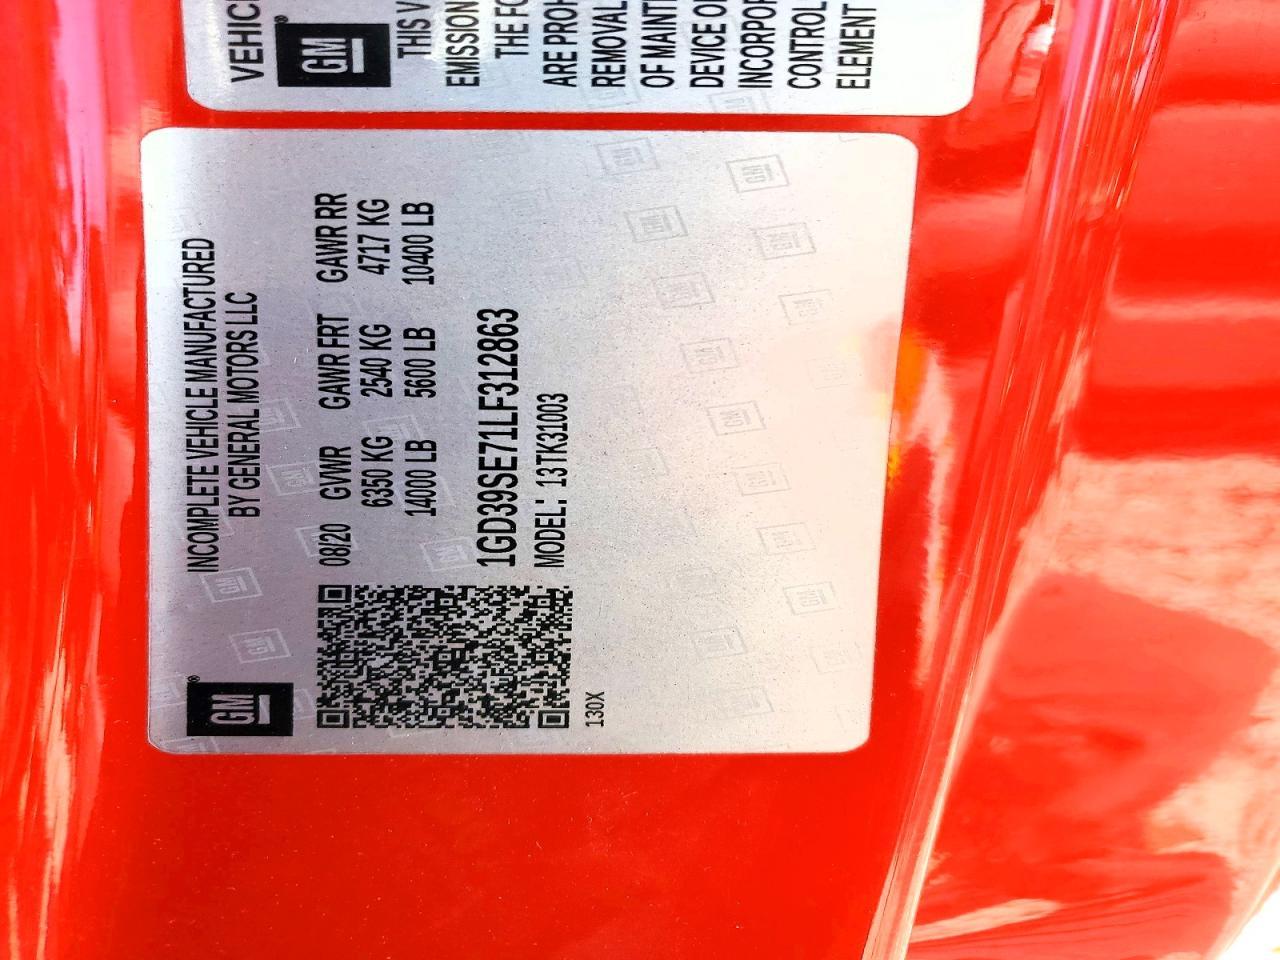 VEHIC
GM
THIS V
EMISSION
THE FO
ARE PROH
REMOVAL
OF MAINT
DEVICE O
INCORPOR
CONTROL
ELEMENT
GM
INCOMPLETE VEHICLE MANUFACTURED
BY GENERAL MOTORS LLC
08/20 GVWR GAWR FRT GAWR RR
6350 KG 2540 KG 4717 KG
14000 LB 5600 LB 10400 LB
1GD39SE71LF312863
MODEL: 13TK31003
130X